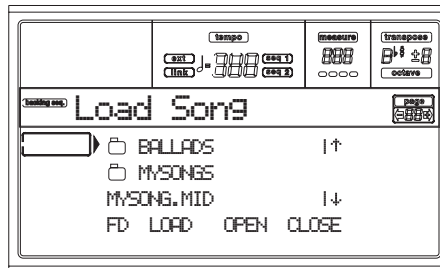 tempo measure transpose
ext seq 1
link seq 2
octave
backing seq. Load Song page
BALLADS |↑
MYSONGS
MYSONG.MID |↓
FD LOAD OPEN CLOSE